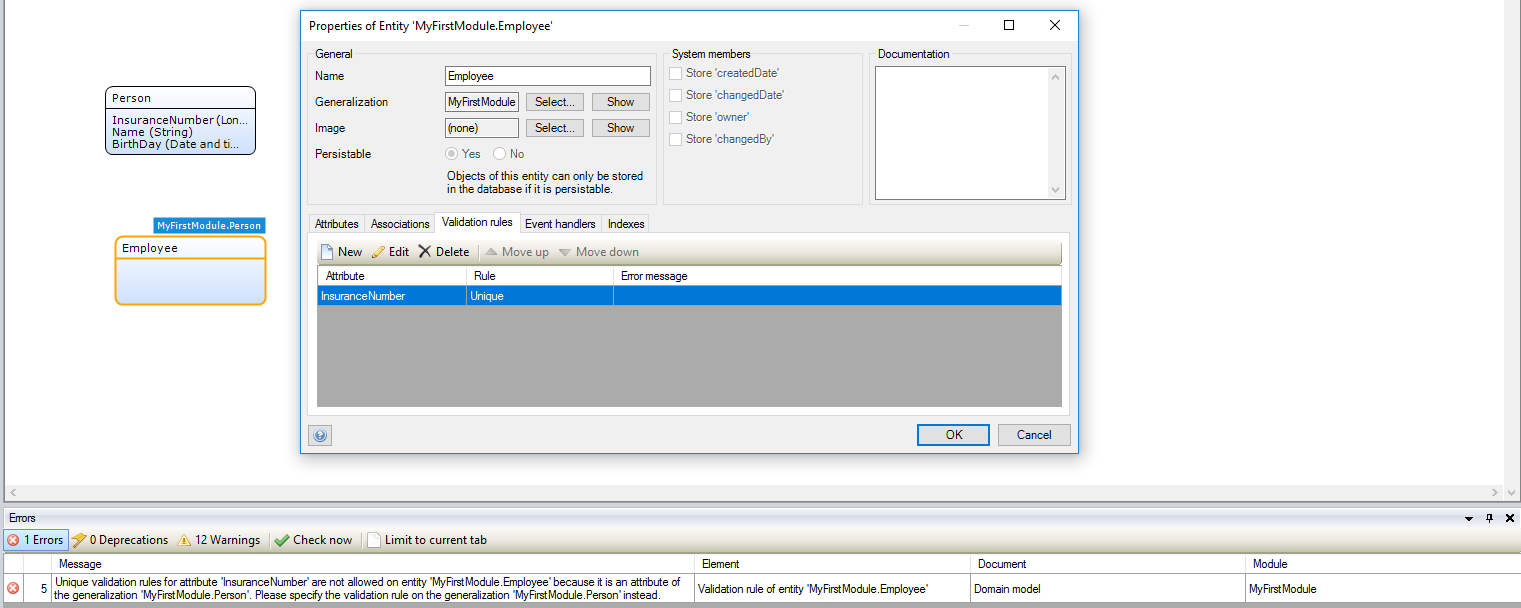 Person
InsuranceNumber (Lon...
Name (String)
BirthDay (Date and ti...
MyFirstModule.Person
Employee
Properties of Entity 'MyFirstModule.Employee'
General
Name
Employee
Generalization
MyFirstModule
Select...
Show
Image
(none)
Select...
Show
Persistable
Yes
No
Objects of this entity can only be stored
in the database if it is persistable.
System members
Store 'createdDate'
Store 'changedDate'
Store 'owner'
Store 'changedBy'
Documentation
Attributes Associations Validation rules Event handlers Indexes
New Edit Delete Move up Move down
Attribute Rule Error message
InsuranceNumber Unique
OK Cancel
Errors
1 Errors 0 Deprecations 12 Warnings Check now Limit to current tab
Message Element Document Module
5
Unique validation rules for attribute 'InsuranceNumber' are not allowed on entity 'MyFirstModule.Employee' because it is an attribute of
the generalization 'MyFirstModule.Person'. Please specify the validation rule on the generalization 'MyFirstModule.Person' instead.
Validation rule of entity 'MyFirstModule.Employee'
Domain model
MyFirstModule